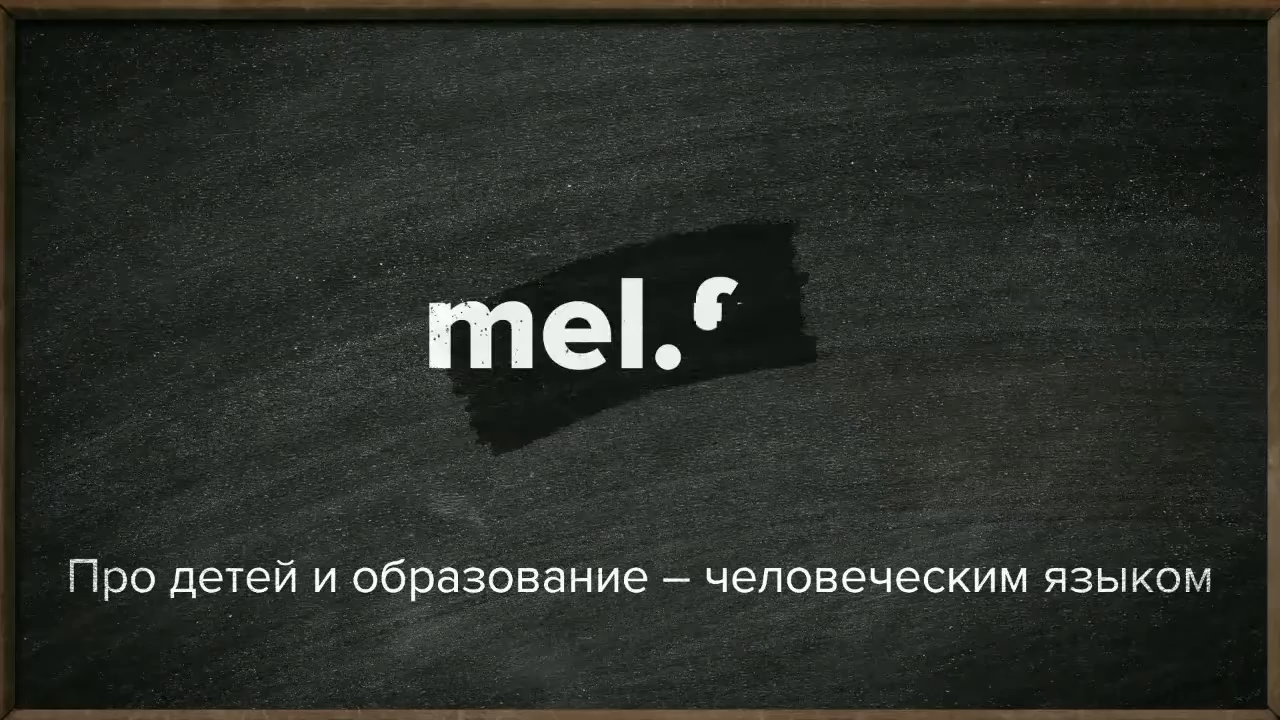 mel.
Про детей и образование – человеческим языком